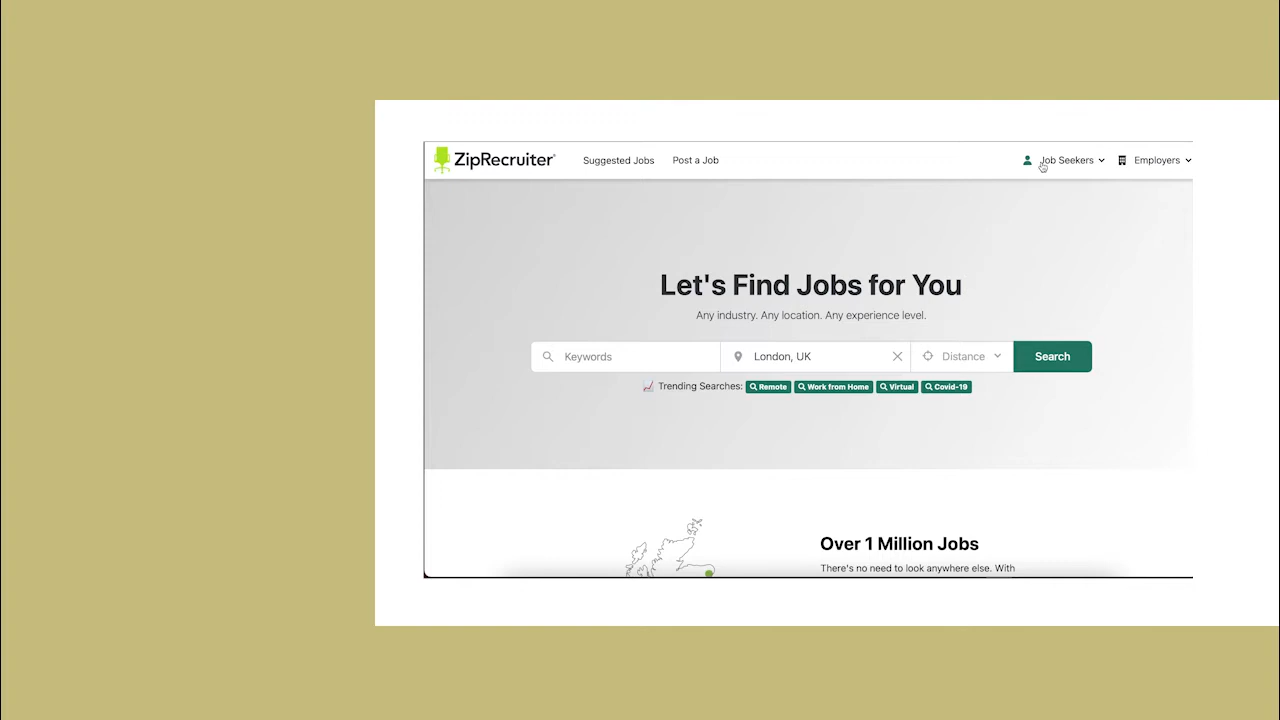 ZipRecruiter
Suggested Jobs
Post a Job
Job Seekers
Employers
Let's Find Jobs for You
Any industry. Any location. Any experience level.
Keywords
London, UK
Distance
Search
Trending Searches: Remote Work from Home Virtual Covid-19
Over 1 Million Jobs
There's no need to look anywhere else. With